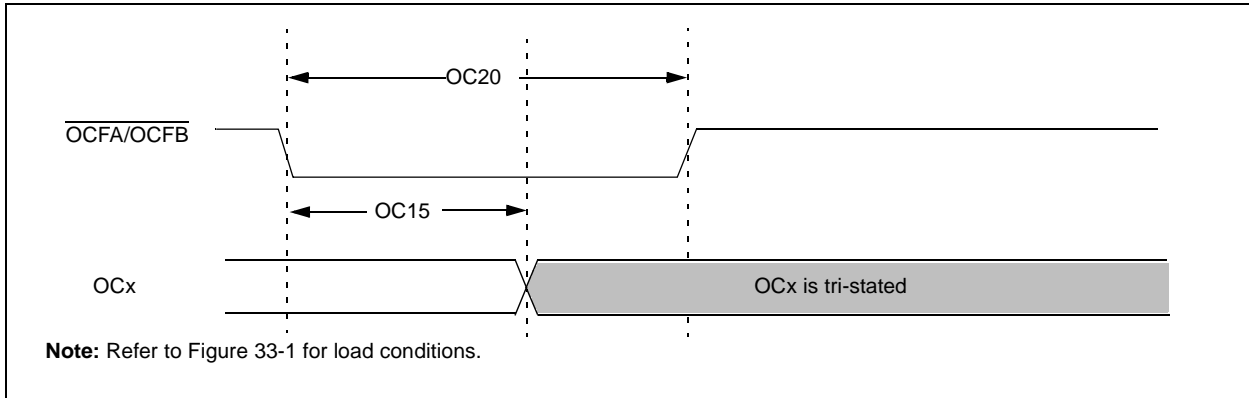 OC20
OCFA/OCFB
OC15
OCx
OCx is tri-stated
Note: Refer to Figure 33-1 for load conditions.